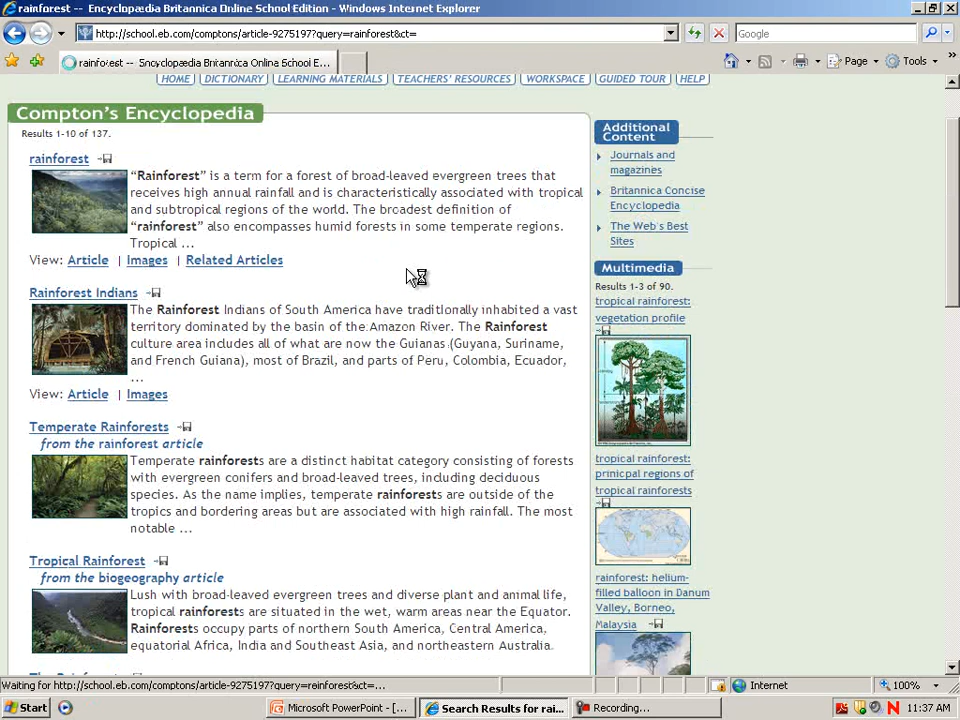 rainforest -- Encyclopædia Britannica Online School Edition - Windows Internet Explorer
http://school.eb.com/comptons/article-9275197?query=rainforest&ct=
Google
rainforest -- Encyclopædia Britannica Online School E...
Page
Tools
HOME DICTIONARY LEARNING MATERIALS TEACHERS' RESOURCES WORKSPACE GUIDED TOUR HELP
Compton's Encyclopedia
Results 1-10 of 137.
rainforest
“Rainforest” is a term for a forest of broad-leaved evergreen trees that
receives high annual rainfall and is characteristically associated with tropical
and subtropical regions of the world. The broadest definition of
“rainforest” also encompasses humid forests in some temperate regions.
Tropical ...
View: Article | Images | Related Articles
Rainforest Indians
The Rainforest Indians of South America have traditionally inhabited a vast
territory dominated by the basin of the Amazon River. The Rainforest
culture area includes all of what are now the Guianas (Guyana, Suriname,
and French Guiana), most of Brazil, and parts of Peru, Colombia, Ecuador,
...
View: Article | Images
Temperate Rainforests
from the rainforest article
Temperate rainforests are a distinct habitat category consisting of forests
with evergreen conifers and broad-leaved trees, including deciduous
species. As the name implies, temperate rainforests are outside of the
tropics and bordering areas but are associated with high rainfall. The most
notable ...
Tropical Rainforest
from the biogeography article
Lush with broad-leaved evergreen trees and diverse plant and animal life,
tropical rainforests are situated in the wet, warm areas near the Equator.
Rainforests occupy parts of northern South America, Central America,
equatorial Africa, India and Southeast Asia, and northeastern Australia.
Additional
Content
Journals and
magazines
Britannica Concise
Encyclopedia
The Web's Best
Sites
Multimedia
Results 1-3 of 90.
tropical rainforest:
vegetation profile
tropical rainforest:
prinicpal regions of
tropical rainforests
rainforest: helium-
filled balloon in Danum
Valley, Borneo,
Malaysia
Waiting for http://school.eb.com/comptons/article-9275197?query=rainforest&ct=...
Internet
100%
Start
Microsoft PowerPoint - [...
Search Results for rai...
Recording...
11:37 AM